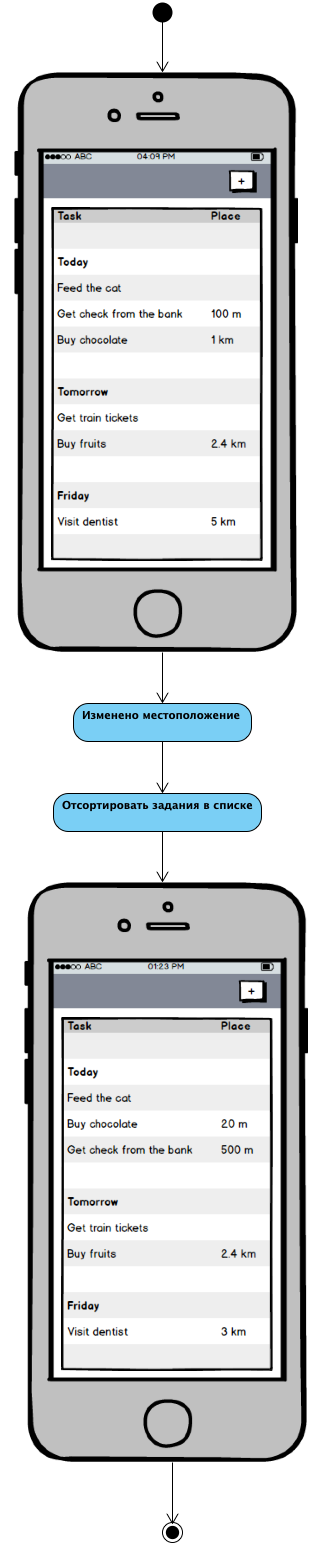 ABC 04:09 PM
+
Task Place
Today
Feed the cat
Get check from the bank 100 m
Buy chocolate 1 km
Tomorrow
Get train tickets
Buy fruits 2.4 km
Friday
Visit dentist 5 km
Изменено местоположение
Отсортировать задания в списке
ABC 01:23 PM
+
Task Place
Today
Feed the cat
Buy chocolate 20 m
Get check from the bank 500 m
Tomorrow
Get train tickets
Buy fruits 2.4 km
Friday
Visit dentist 3 km